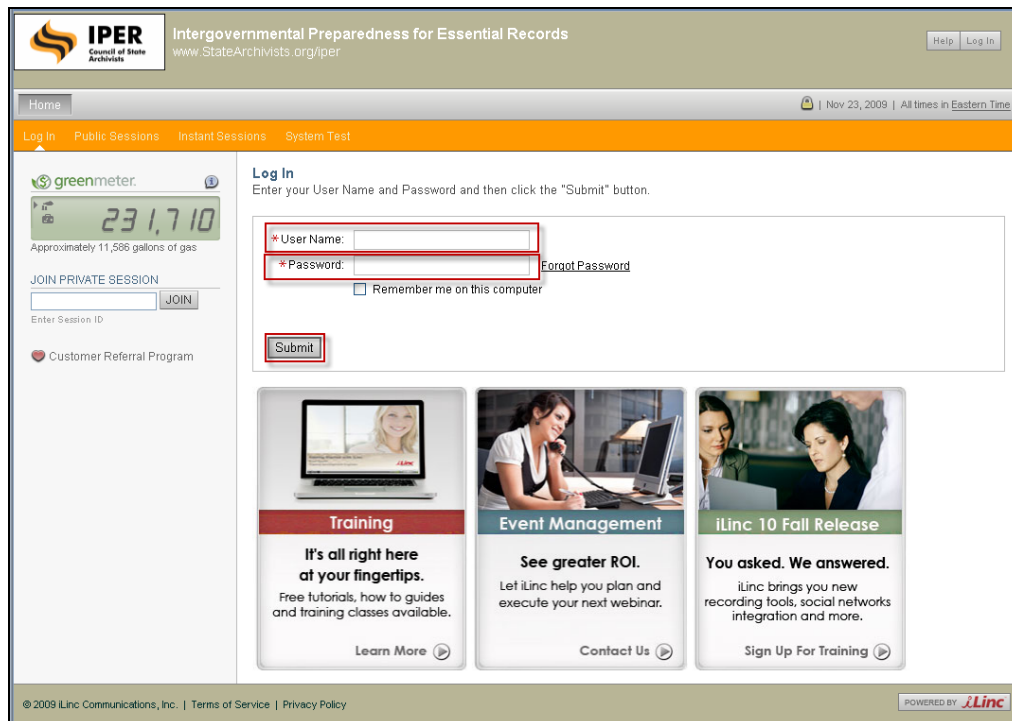 IPER
Council of State
Archivists
Intergovernmental Preparedness for Essential Records
www.StateArchivists.org/iper
Help
Log In
Home
| Nov 23, 2009 | All times in Eastern Time
Log In
Public Sessions
Instant Sessions
System Test
greenmeter.
231,710
Approximately 11,586 gallons of gas
JOIN PRIVATE SESSION
JOIN
Enter Session ID
Customer Referral Program
Log In
Enter your User Name and Password and then click the "Submit" button.
*User Name:
*Password:
Forgot Password
Remember me on this computer
Submit
Training
It's all right here
at your fingertips.
Free tutorials, how to guides
and training classes available.
Learn More
Event Management
See greater ROI.
Let iLinc help you plan and
execute your next webinar.
Contact Us
iLinc 10 Fall Release
You asked. We answered.
iLinc brings you new
recording tools, social networks
integration and more.
Sign Up For Training
© 2009 iLinc Communications, Inc. | Terms of Service | Privacy Policy
POWERED BY iLinc